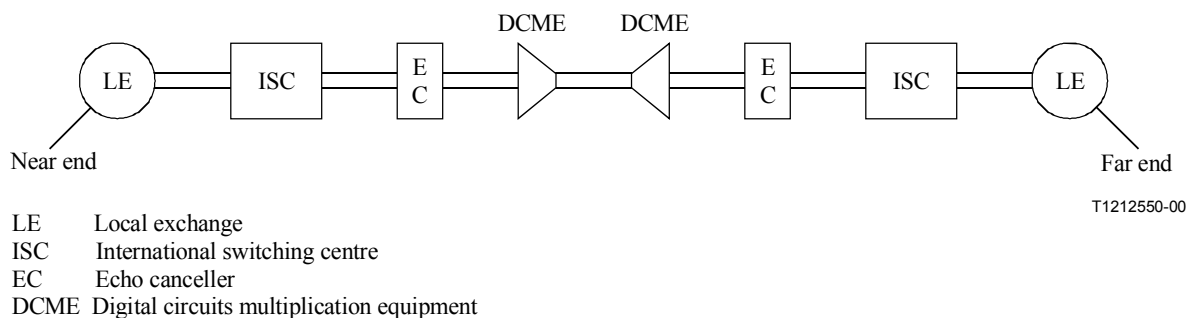 DCME DCME
LE ISC E C E C ISC LE
Near end Far end
T1212550-00
LE Local exchange
ISC International switching centre
EC Echo canceller
DCME Digital circuits multiplication equipment